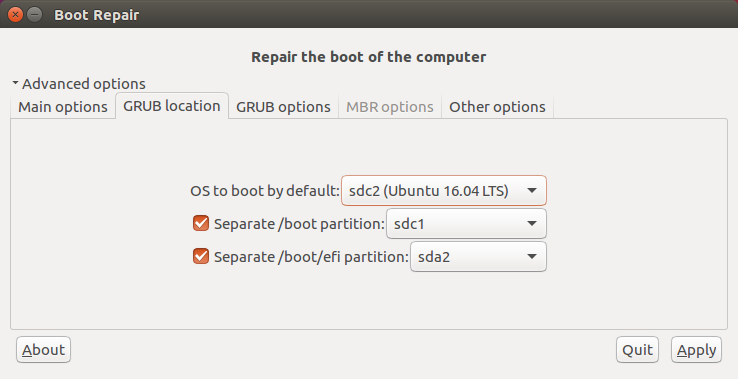 Boot Repair
Repair the boot of the computer
Advanced options
Main options GRUB location GRUB options MBR options Other options
OS to boot by default: sdc2 (Ubuntu 16.04 LTS)
Separate /boot partition: sdc1
Separate /boot/efi partition: sda2
About Quit Apply